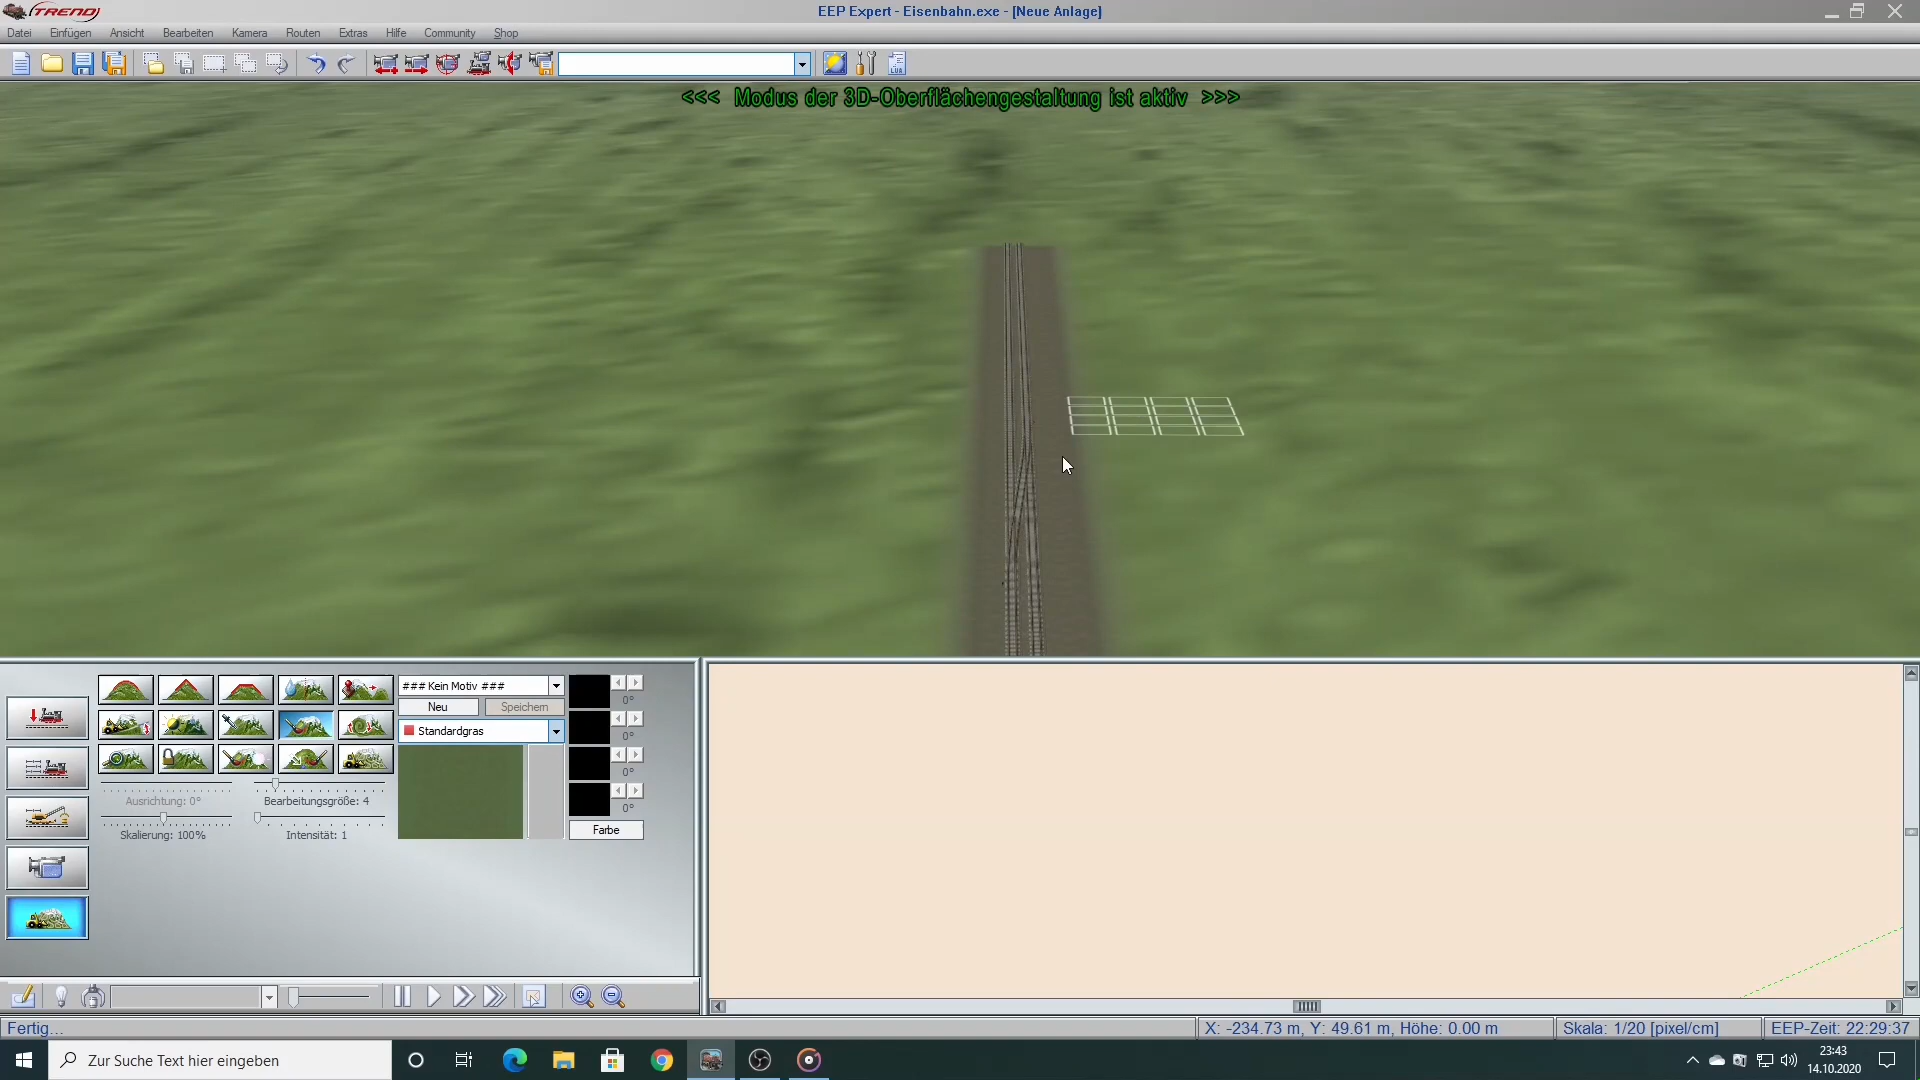 TREND
EEP Expert - Eisenbahn.exe - [Neue Anlage]
Datei Einfügen Ansicht Bearbeiten Kamera Routen Extras Hilfe Community Shop
LUA
<<< Modus der 3D-Oberflächengestaltung ist aktiv >>>
### Kein Motiv ###
0°
Neu Speichern
Standardgras
0°
0°
Ausrichtung: 0° Bearbeitungsgröße: 4
0°
Skalierung: 100% Intensität: 1
Farbe
Fertig...
X: -234.73 m, Y: 49.61 m, Höhe: 0.00 m
Skala: 1/20 [pixel/cm]
EEP-Zeit: 22:29:37
Zur Suche Text hier eingeben
23:43
14.10.2020